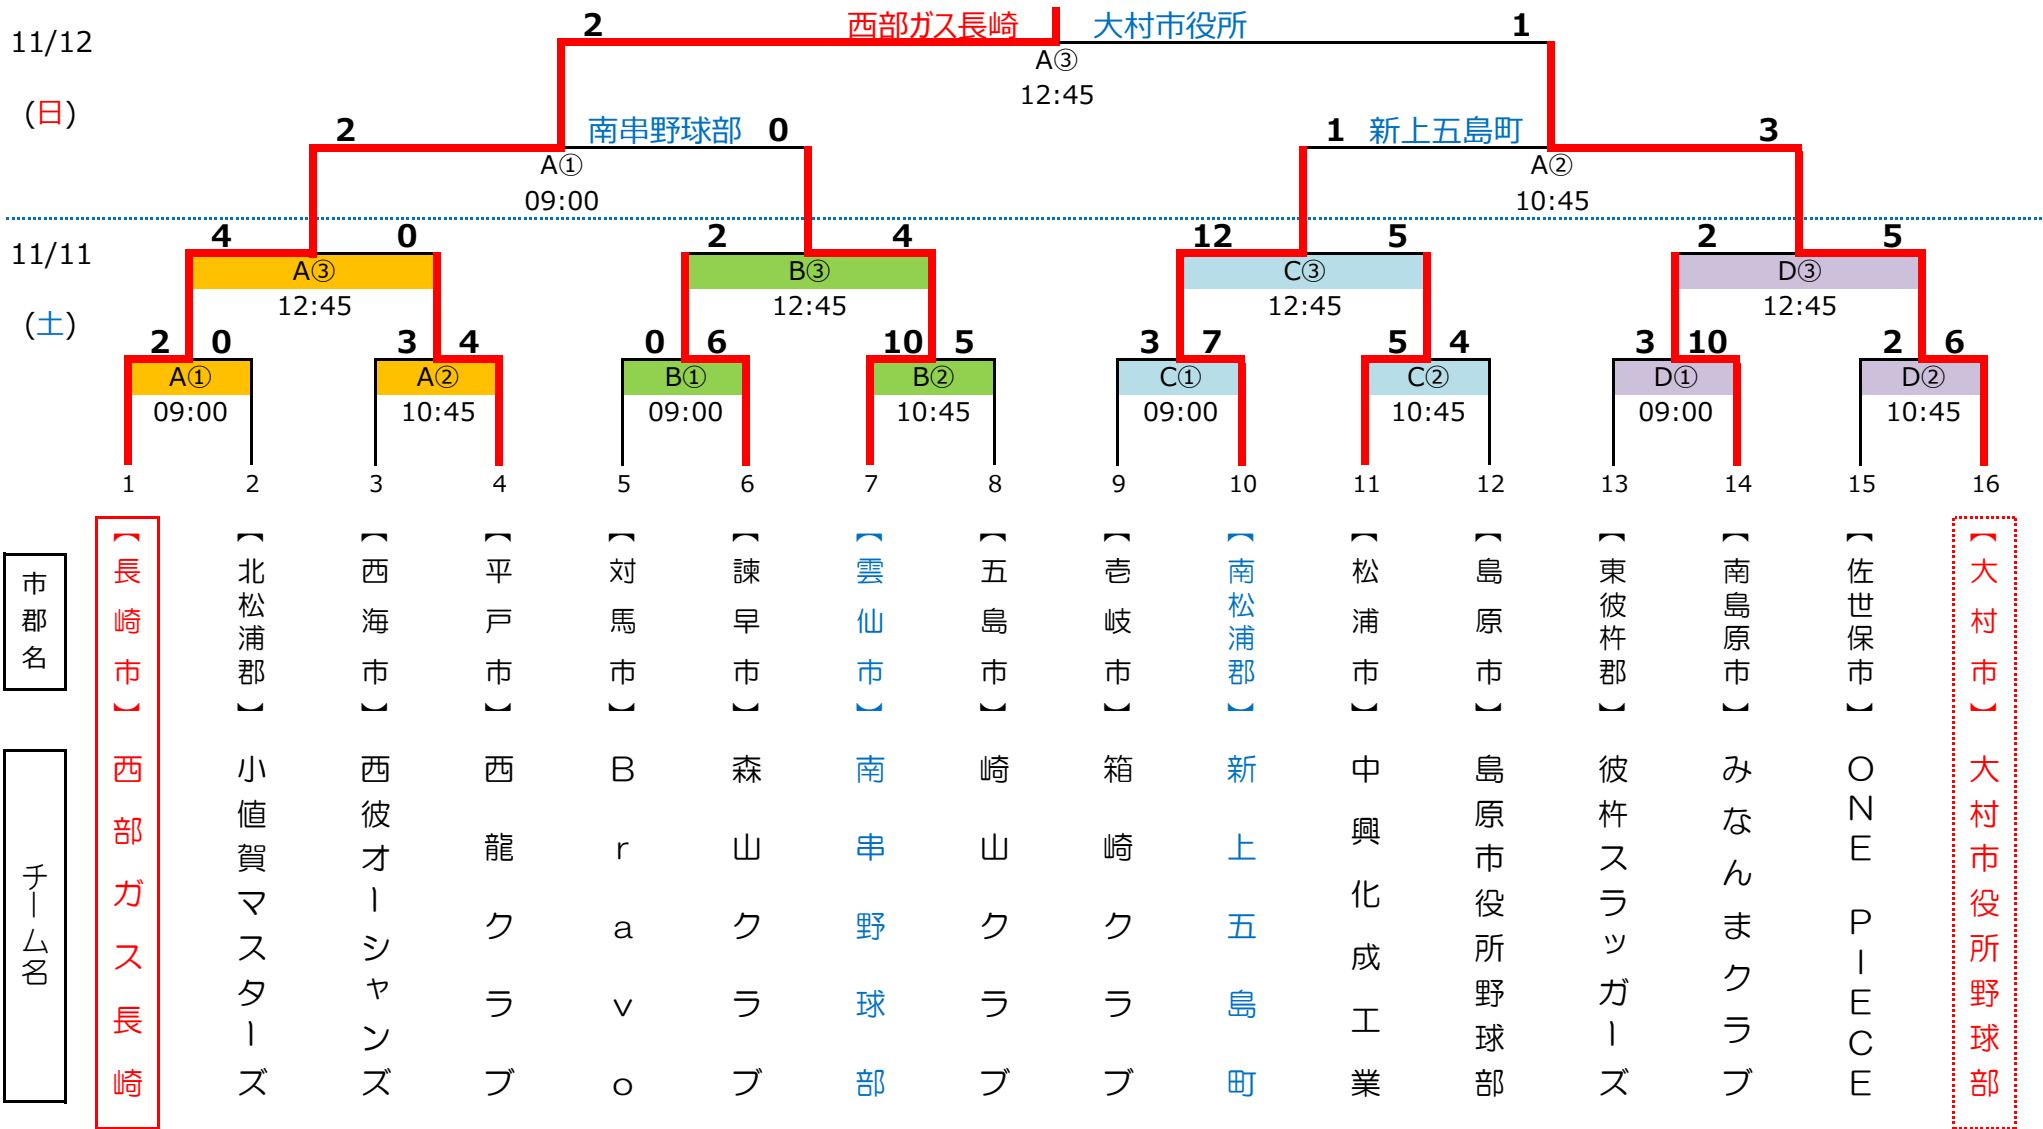 2 西部ガス長崎 大村市役所 1
11/12
A③
12:45
(日)
2 南串野球部 0 1 新上五島町 3
A① A②
09:00 10:45
4 0 2 4 12 5 2 5
11/11
A③ B③ C③ D③
12:45 12:45 12:45 12:45
(土)
2 0 3 4 0 6 10 5 3 7 5 4 3 10 2 6
A① A② B① B② C① C② D① D②
09:00 10:45 09:00 10:45 09:00 10:45 09:00 10:45
1 2 3 4 5 6 7 8 9 10 11 12 13 14 15 16
市郡名
【長崎市】 【北松浦郡】 【西海市】 【平戸市】 【対馬市】 【諫早市】 【雲仙市】 【五島市】 【壱岐市】 【南松浦郡】 【松浦市】 【島原市】 【東彼杵郡】 【南島原市】 【佐世保市】 【大村市】
チーム名
西部ガス長崎
小値賀マスターズ
西彼オーシャンズ
西龍クラブ
Bravo
森山クラブ
南串野球部
崎山クラブ
箱崎クラブ
新上五島町
中興化成工業
島原市役所野球部
彼杵スラッガーズ
みなんまクラブ
ONE PIECE
大村市役所野球部